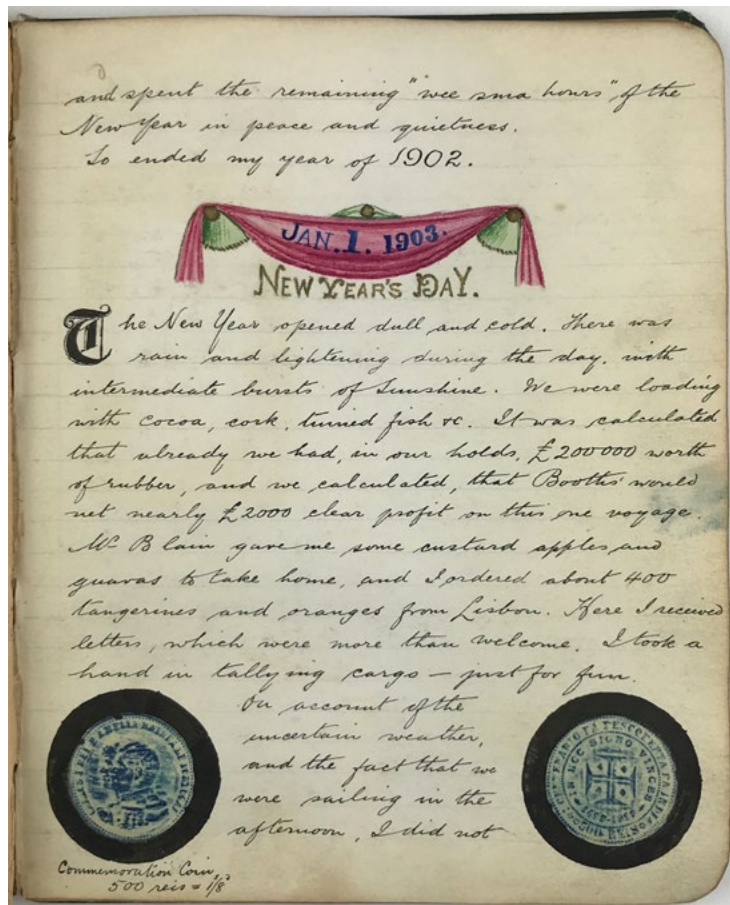 and spent the remaining "wee sma hours" of the
New Year in peace and quietness.
So ended my year of 1902.
JAN. 1. 1903.
NEW YEAR'S DAY.
The New Year opened dull and cold. There was
rain and lightening during the day, with
intermediate bursts of Sunshine. We were loading
with cocoa, cork, tinned fish &c. It was calculated
that already we had, in our holds, £200000 worth
of rubber, and we calculated, that Booths' would
net nearly £2000 clear profit on this one voyage.
Mr Blain gave me some custard apples and
guavas to take home, and I ordered about 400
tangerines and oranges from Lisbon. Here I received
letters, which were more than welcome. I took a
hand in tallying cargo – just for fun.
On account of the
uncertain weather,
and the fact that we
were sailing in the
afternoon, I did not
IN HOC SIGNO VINCES
Commemoration Coin,
500 reis = 1/8